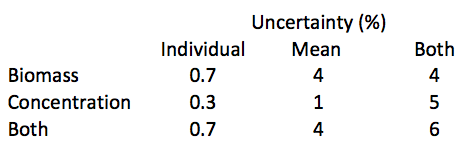 Uncertainty (%)
Individual Mean Both
Biomass 0.7 4 4
Concentration 0.3 1 5
Both 0.7 4 6